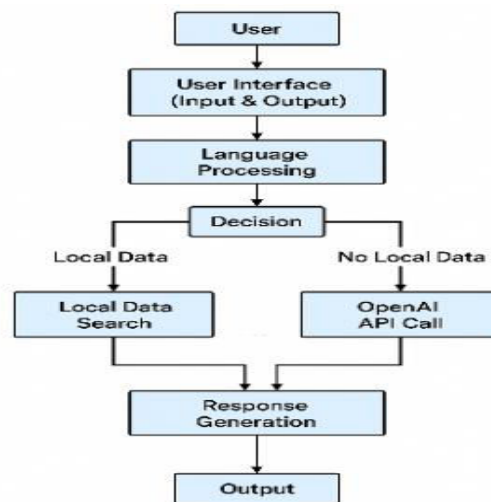 User
User Interface
(Input & Output)
Language
Processing
Decision
Local Data
No Local Data
Local Data
Search
OpenAI
API Call
Response
Generation
Output